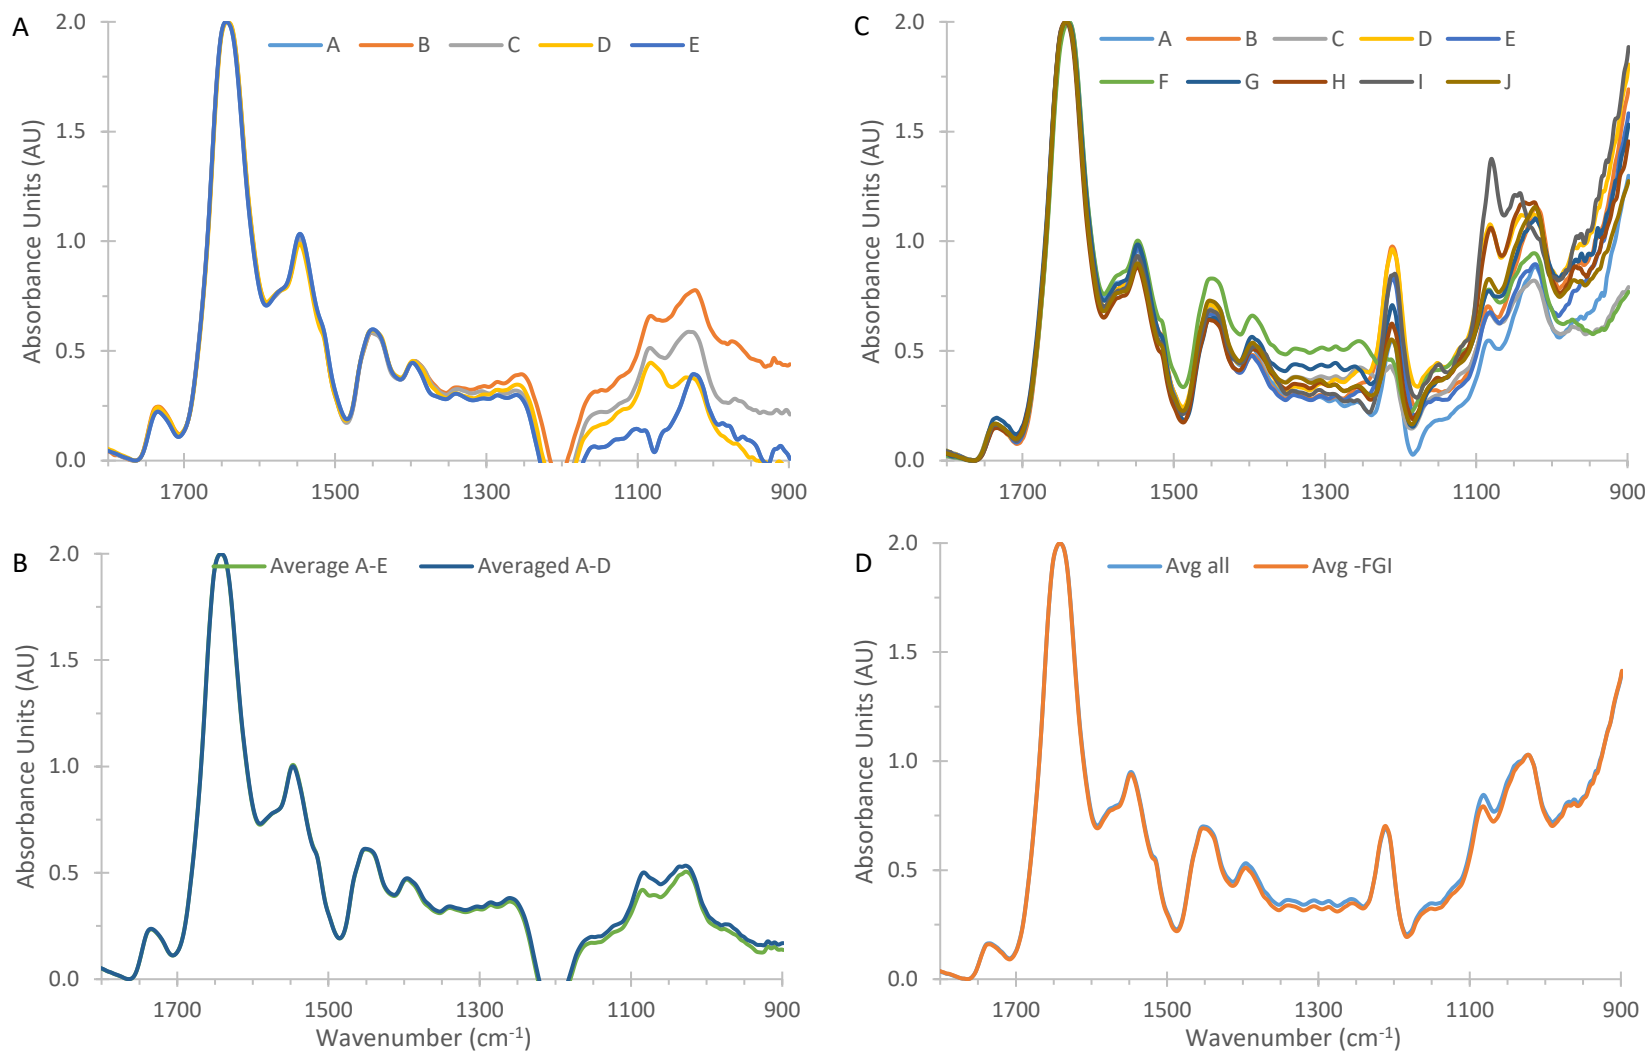 A
A B C D E
2.0
1.5
1.0
0.5
0.0
Absorbance Units (AU)
1700 1500 1300 1100 900
C
A B C D E
F G H I J
2.0
1.5
1.0
0.5
0.0
Absorbance Units (AU)
1700 1500 1300 1100 900
B
Average A-E Averaged A-D
2.0
1.5
1.0
0.5
0.0
Absorbance Units (AU)
1700 1500 1300 1100 900
Wavenumber (cm⁻¹)
D
Avg all Avg -FGI
2.0
1.5
1.0
0.5
0.0
Absorbance Units (AU)
1700 1500 1300 1100 900
Wavenumber (cm⁻¹)